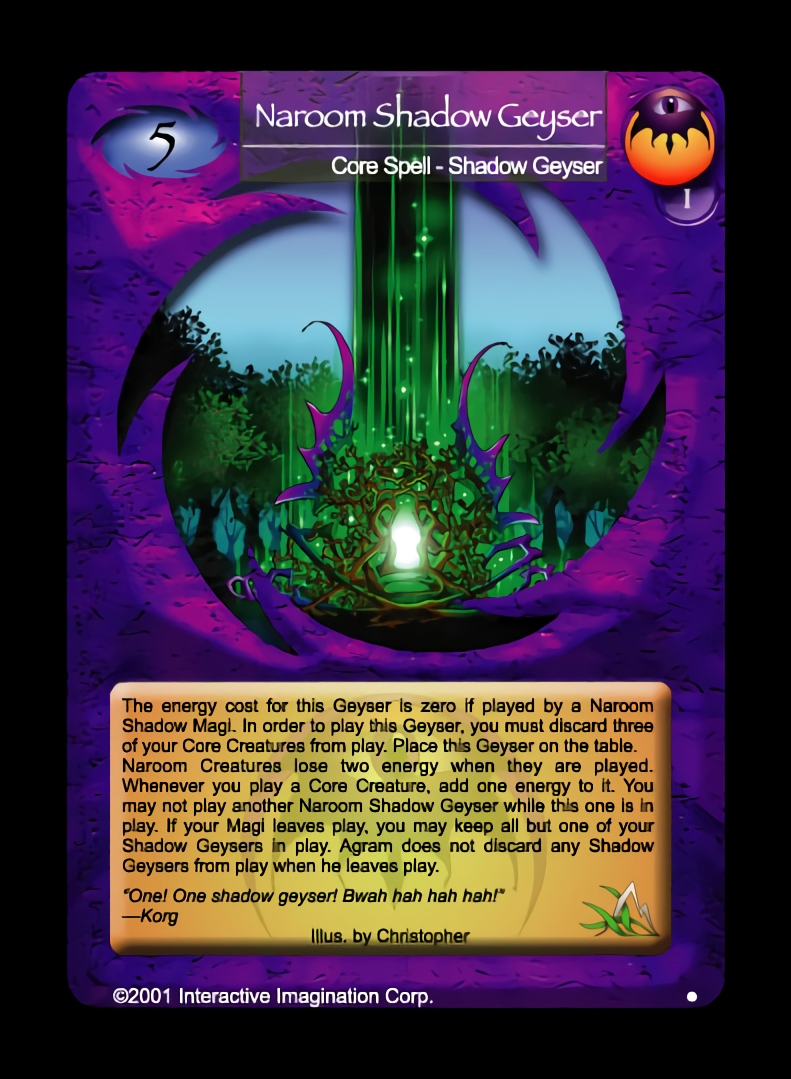 5
Naroom Shadow Geyser
Core Spell - Shadow Geyser
I
The energy cost for this Geyser is zero if played by a Naroom
Shadow Magi. In order to play this Geyser, you must discard three
of your Core Creatures from play. Place this Geyser on the table.
Naroom Creatures lose two energy when they are played.
Whenever you play a Core Creature, add one energy to it. You
may not play another Naroom Shadow Geyser while this one is in
play. If your Magi leaves play, you may keep all but one of your
Shadow Geysers in play. Agram does not discard any Shadow
Geysers from play when he leaves play.
"One! One shadow geyser! Bwah hah hah hah!"
—Korg
Illus. by Christopher
©2001 Interactive Imagination Corp.